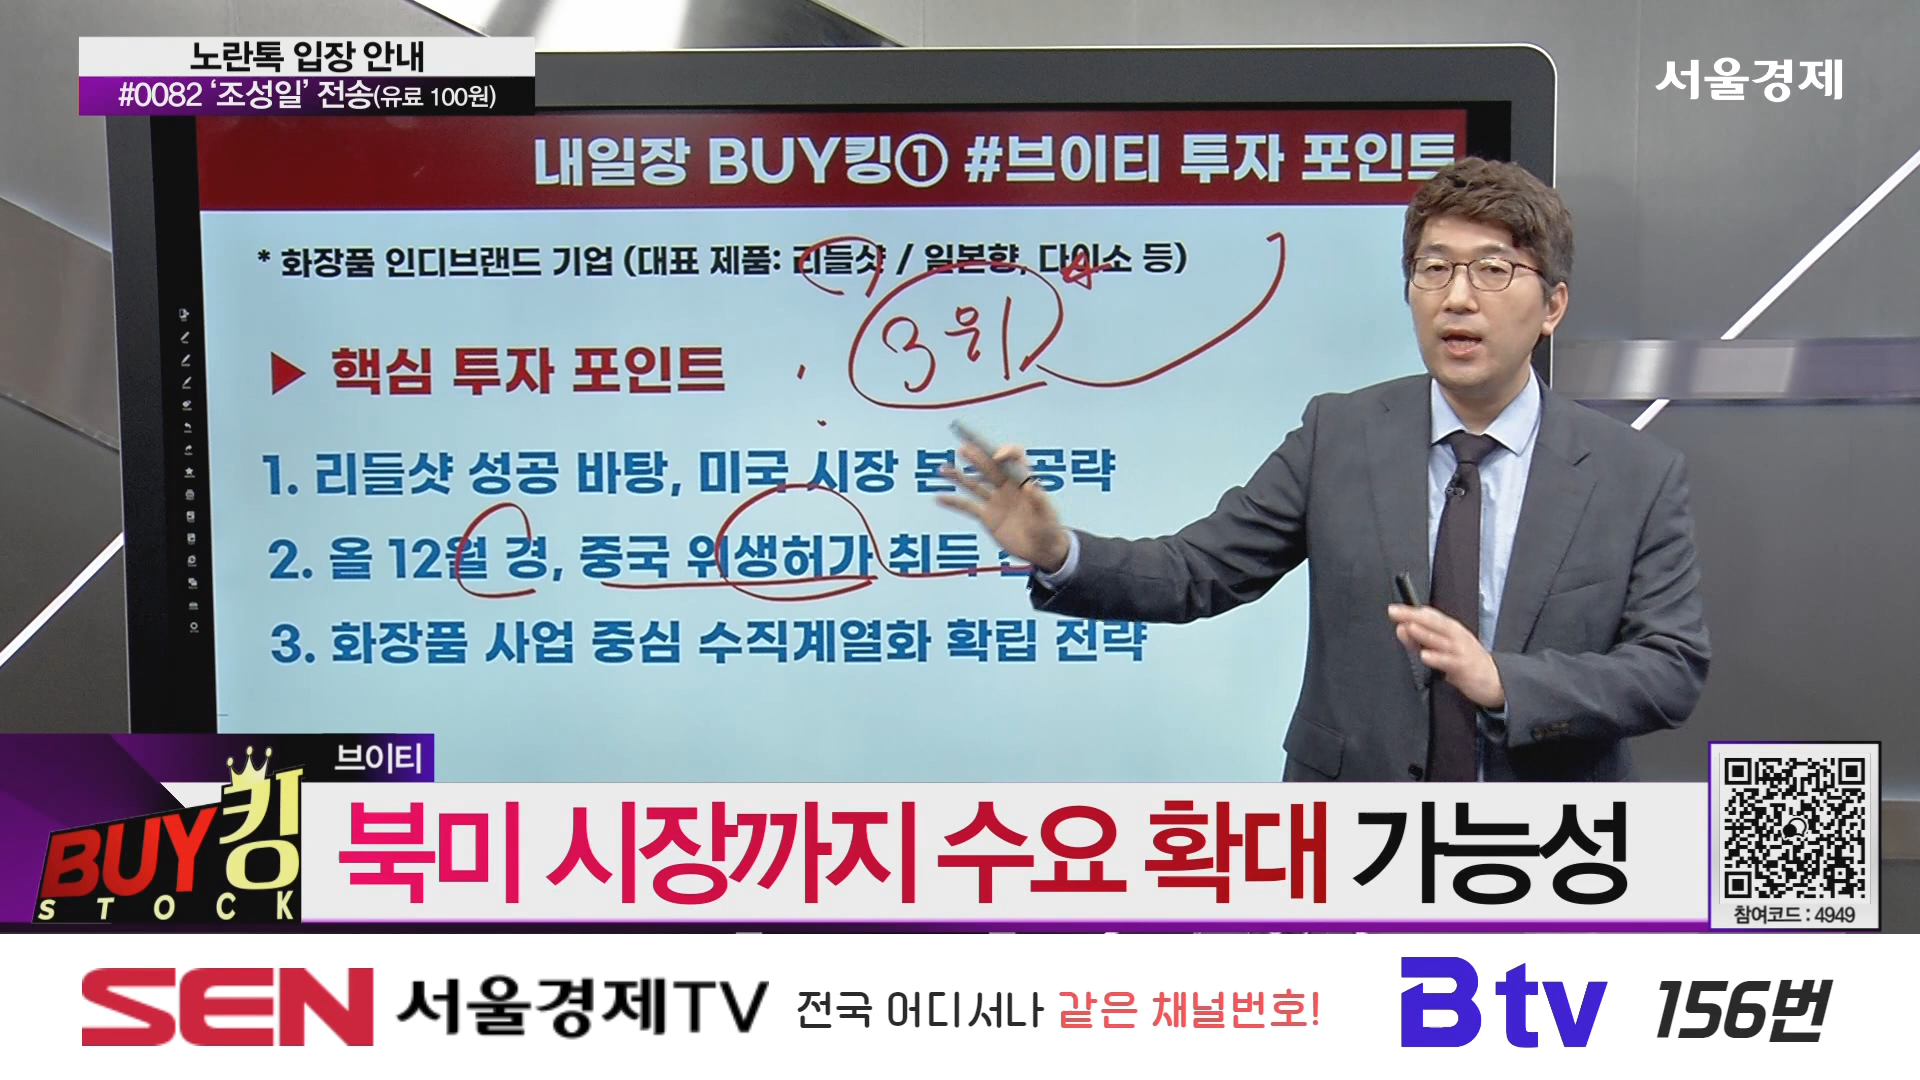 노란톡 입장 안내
#0082 ‘조성일’ 전송(유료 100원)
서울경제
내일장 BUY킹① #브이티 투자 포인트
* 화장품 인디브랜드 기업 (대표 제품: 리들샷 / 일본향, 다이소 등)
3위
▶ 핵심 투자 포인트
1. 리들샷 성공 바탕, 미국 시장 본격 공략
2. 올 12월 경, 중국 위생허가 취득
3. 화장품 사업 중심 수직계열화 확립 전략
브이티
BUY킹
STOCK
북미 시장까지 수요 확대 가능성
참여코드 : 4949
SEN 서울경제TV 전국 어디서나 같은 채널번호! B tv 156번